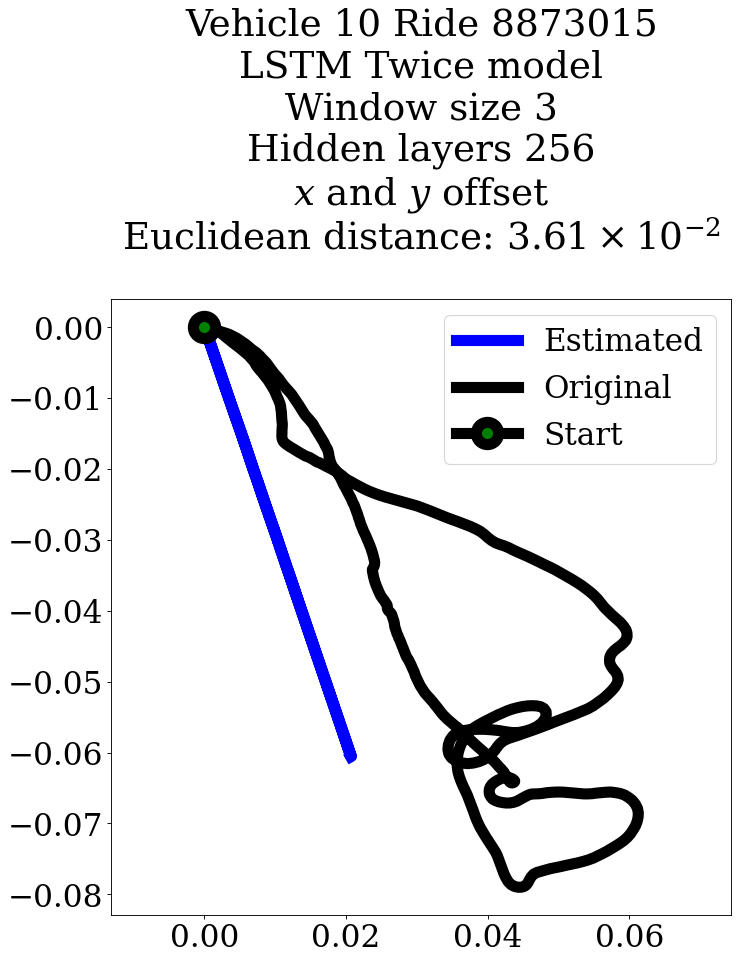 Vehicle 10 Ride 8873015
LSTM Twice model
Window size 3
Hidden layers 256
x and y offset
Euclidean distance: 3.61 × 10⁻²
Estimated
Original
Start
0.00
−0.01
−0.02
−0.03
−0.04
−0.05
−0.06
−0.07
−0.08
0.00 0.02 0.04 0.06